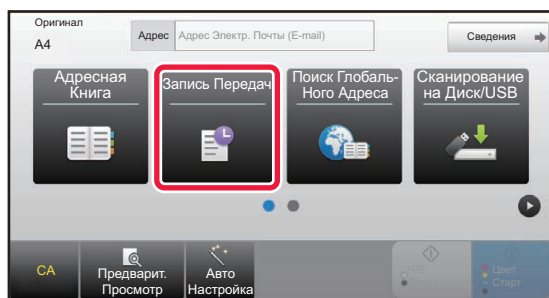 Оригинал
A4
Адрес
Адрес Электр. Почты (E-mail)
Сведения
Адресная
Книга
Запись Передач
Поиск Глобаль-
Ного Адреса
Сканирование
на Диск/USB
CA
Предварит.
Просмотр
Авто
Настройка
Ч/Б
Старт
Цвет
Старт